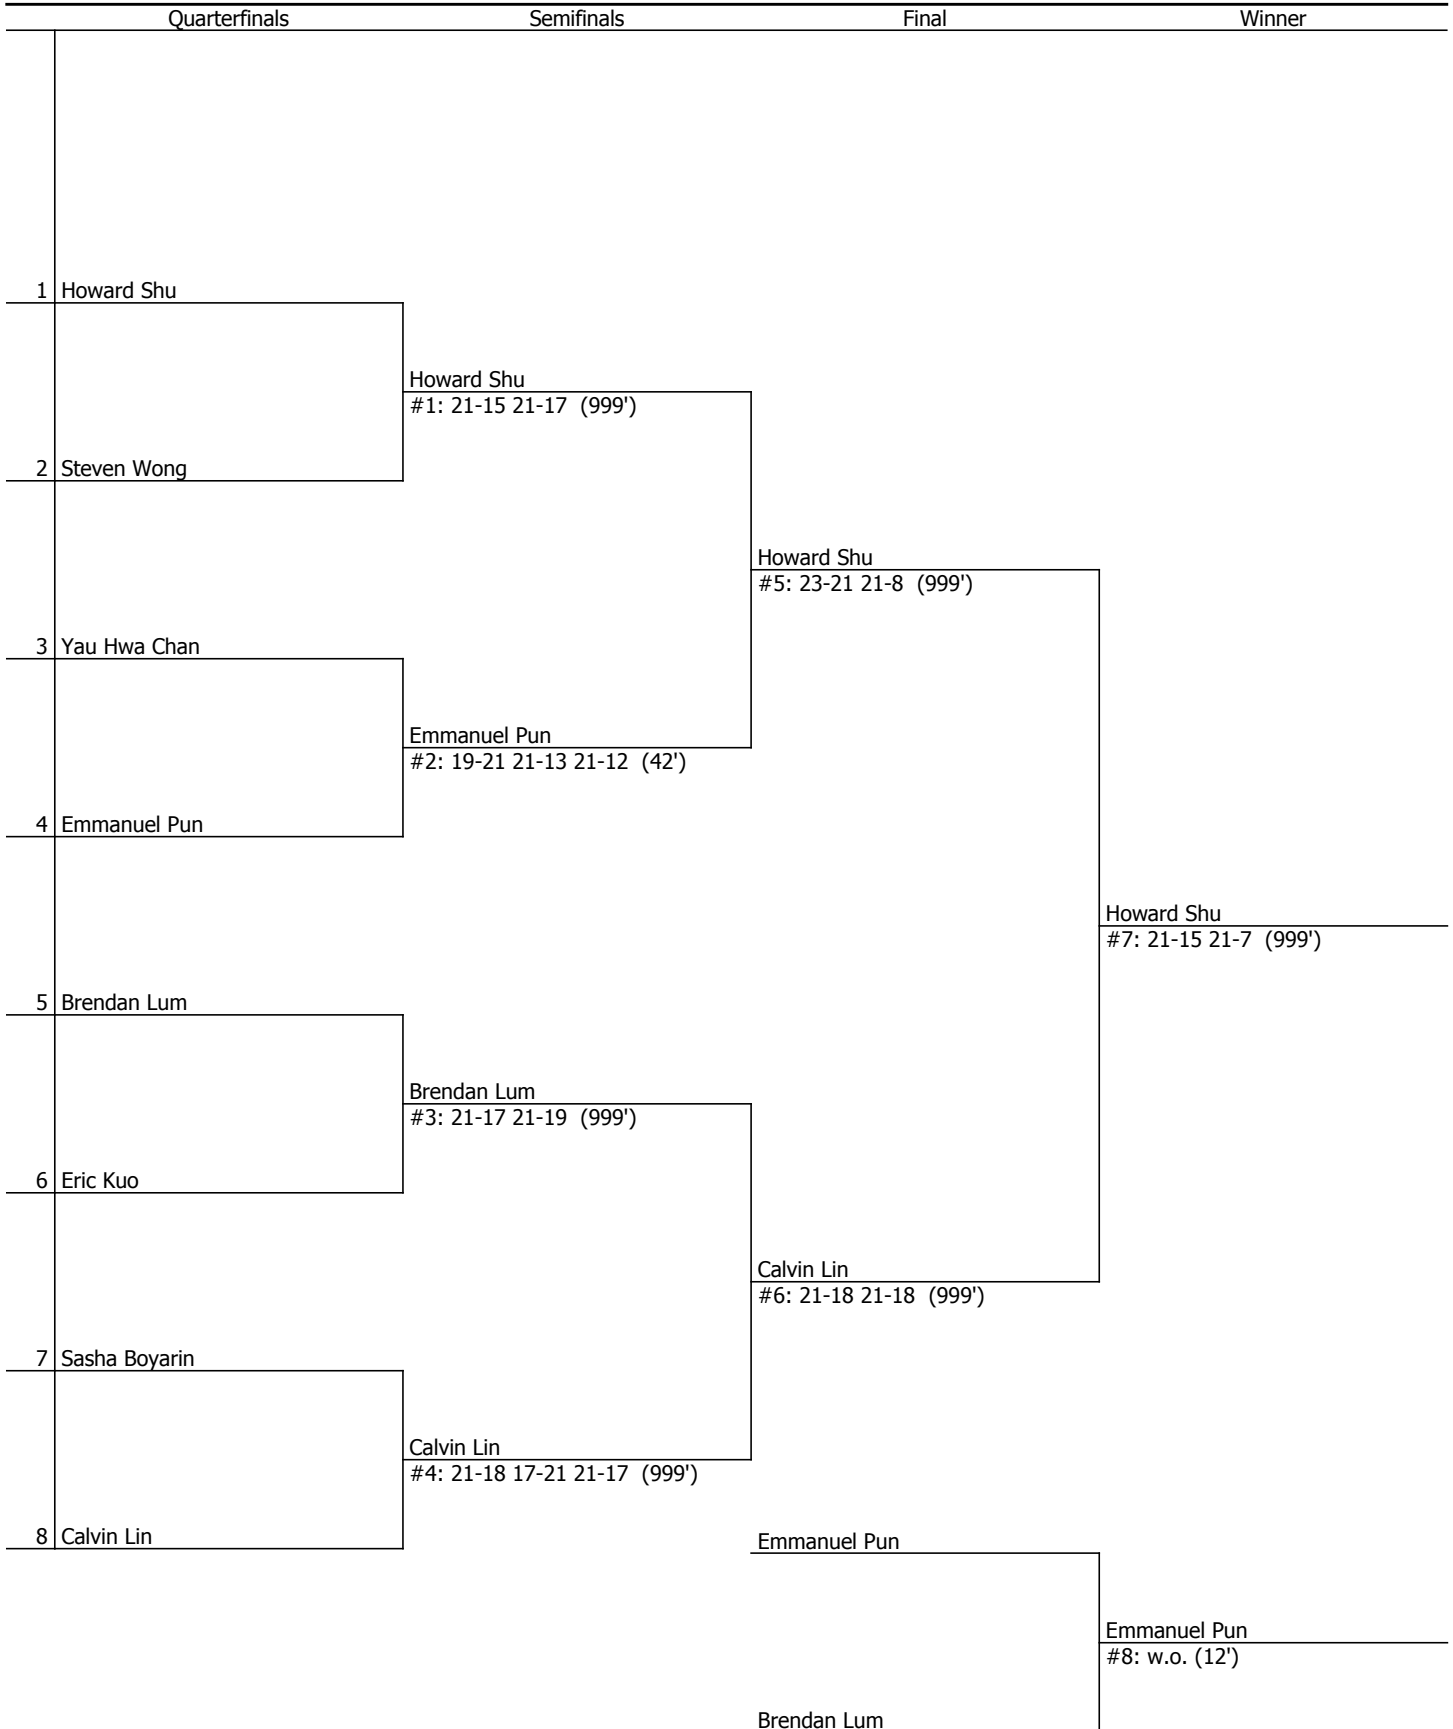 Quarterfinals Semifinals Final Winner
1 Howard Shu
Howard Shu
#1: 21-15 21-17 (999')
2 Steven Wong
Howard Shu
#5: 23-21 21-8 (999')
3 Yau Hwa Chan
Emmanuel Pun
#2: 19-21 21-13 21-12 (42')
4 Emmanuel Pun
Howard Shu
#7: 21-15 21-7 (999')
5 Brendan Lum
Brendan Lum
#3: 21-17 21-19 (999')
6 Eric Kuo
Calvin Lin
#6: 21-18 21-18 (999')
7 Sasha Boyarin
Calvin Lin
#4: 21-18 17-21 21-17 (999')
8 Calvin Lin
Emmanuel Pun
Emmanuel Pun
#8: w.o. (12')
Brendan Lum